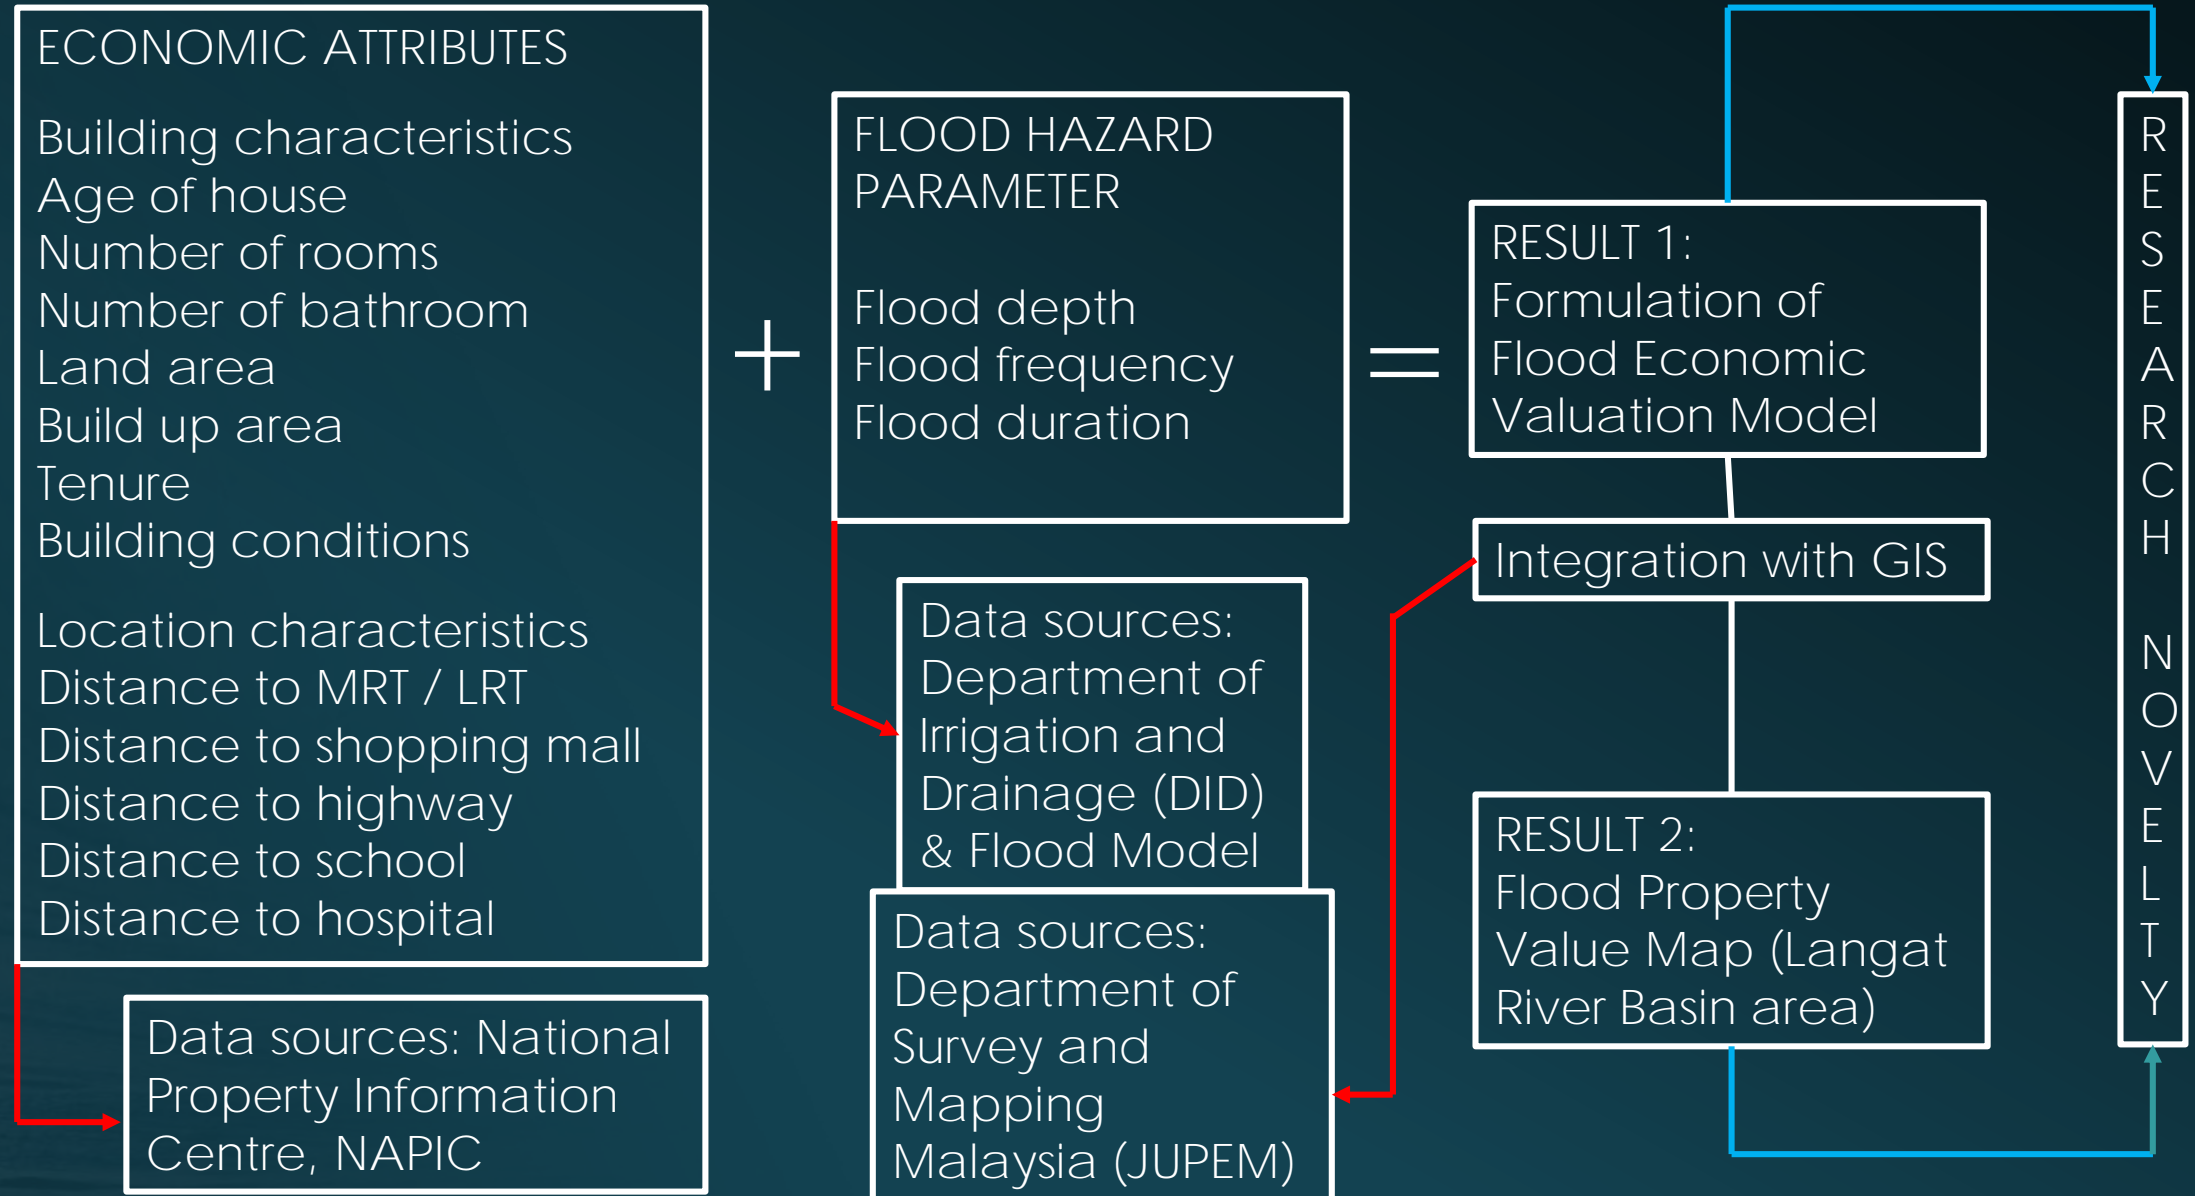 ECONOMIC ATTRIBUTES
Building characteristics
Age of house
Number of rooms
Number of bathroom
Land area
Build up area
Tenure
Building conditions
Location characteristics
Distance to MRT / LRT
Distance to shopping mall
Distance to highway
Distance to school
Distance to hospital
Data sources: National
Property Information
Centre, NAPIC
+
FLOOD HAZARD
PARAMETER
Flood depth
Flood frequency
Flood duration
Data sources:
Department of
Irrigation and
Drainage (DID)
& Flood Model
Data sources:
Department of
Survey and
Mapping
Malaysia (JUPEM)
=
RESULT 1:
Formulation of
Flood Economic
Valuation Model
Integration with GIS
RESULT 2:
Flood Property
Value Map (Langat
River Basin area)
R
E
S
E
A
R
C
H
N
O
V
E
L
T
Y